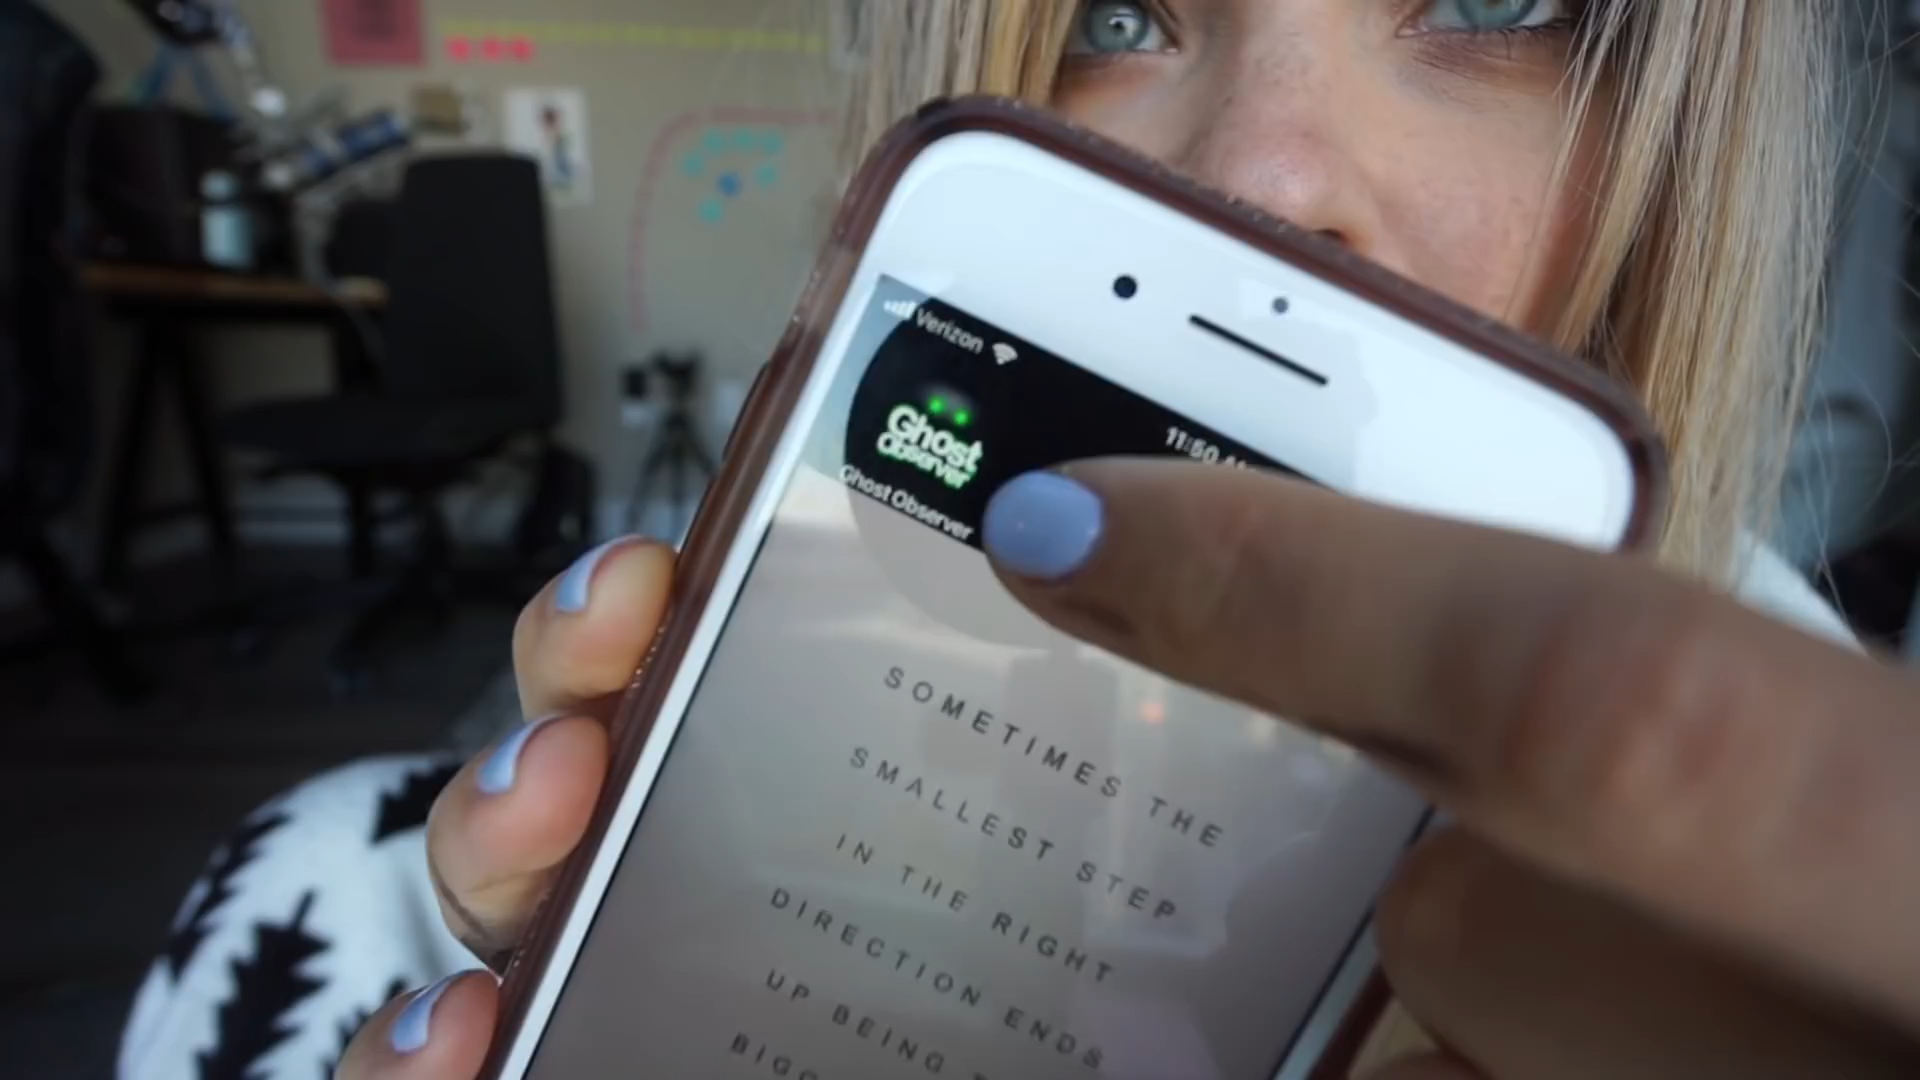 Verizon
Ghost
Observer
Ghost Observer
SOMETIMES THE
SMALLEST STEP
IN THE RIGHT
DIRECTION ENDS
UP BEING